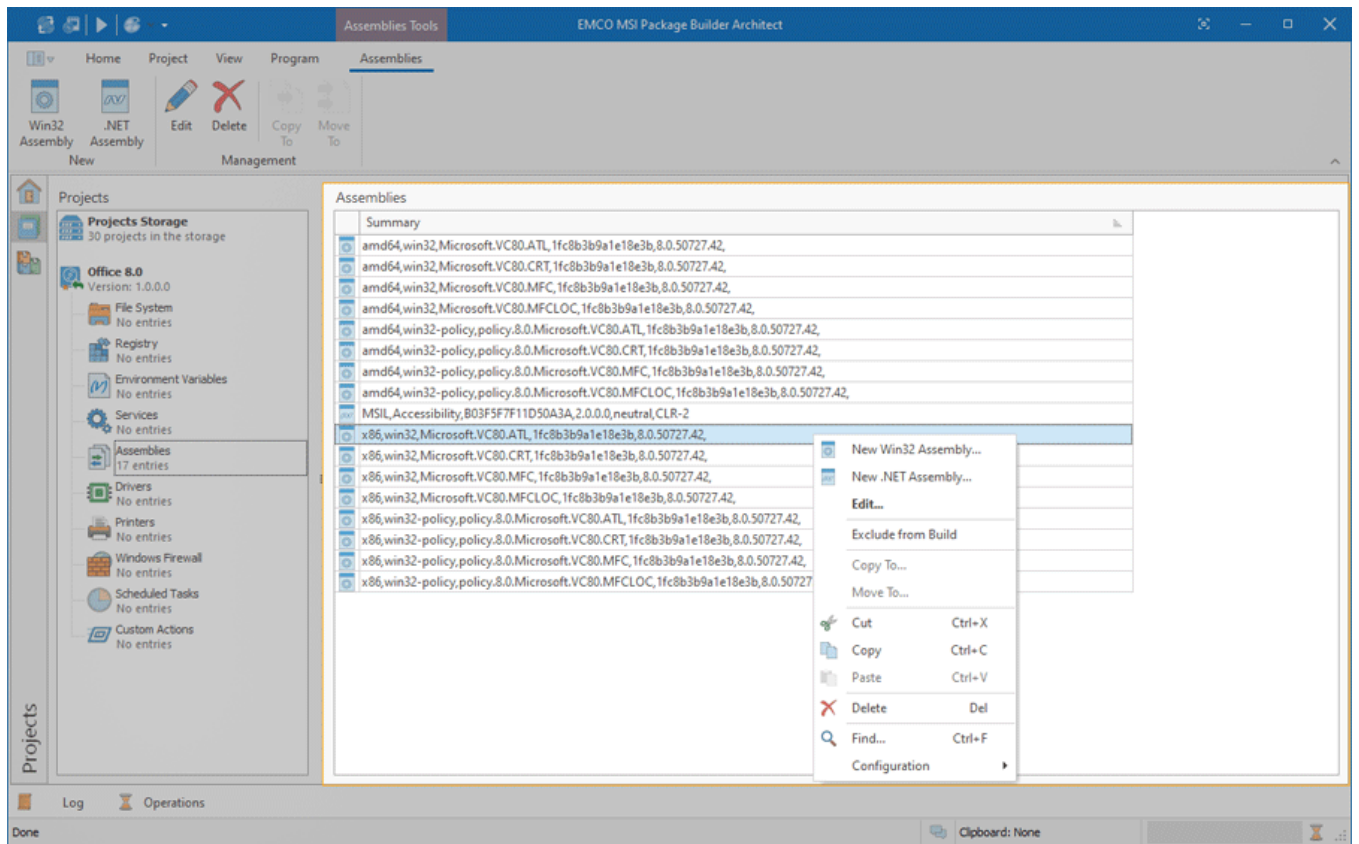 Assemblies Tools
EMCO MSI Package Builder Architect
Home Project View Program Assemblies
Win32 Assembly
.NET Assembly
Edit
Delete
Copy To
Move To
New
Management
Projects
Projects
Projects Storage
30 projects in the storage
Office 8.0
Version: 1.0.0.0
File System
No entries
Registry
No entries
Environment Variables
No entries
Services
No entries
Assemblies
17 entries
Drivers
No entries
Printers
No entries
Windows Firewall
No entries
Scheduled Tasks
No entries
Custom Actions
No entries
Assemblies
Summary
amd64,win32,Microsoft.VC80.ATL,1fc8b3b9a1e18e3b,8.0.50727.42,
amd64,win32,Microsoft.VC80.CRT,1fc8b3b9a1e18e3b,8.0.50727.42,
amd64,win32,Microsoft.VC80.MFC,1fc8b3b9a1e18e3b,8.0.50727.42,
amd64,win32,Microsoft.VC80.MFCLOC,1fc8b3b9a1e18e3b,8.0.50727.42,
amd64,win32-policy,policy.8.0.Microsoft.VC80.ATL,1fc8b3b9a1e18e3b,8.0.50727.42,
amd64,win32-policy,policy.8.0.Microsoft.VC80.CRT,1fc8b3b9a1e18e3b,8.0.50727.42,
amd64,win32-policy,policy.8.0.Microsoft.VC80.MFC,1fc8b3b9a1e18e3b,8.0.50727.42,
amd64,win32-policy,policy.8.0.Microsoft.VC80.MFCLOC,1fc8b3b9a1e18e3b,8.0.50727.42,
MSIL,Accessibility,B03F5F7F11D50A3A,2.0.0.0,neutral,CLR-2
x86,win32,Microsoft.VC80.ATL,1fc8b3b9a1e18e3b,8.0.50727.42,
x86,win32,Microsoft.VC80.CRT,1fc8b3b9a1e18e3b,8.0.50727.42,
x86,win32,Microsoft.VC80.MFC,1fc8b3b9a1e18e3b,8.0.50727.42,
x86,win32,Microsoft.VC80.MFCLOC,1fc8b3b9a1e18e3b,8.0.50727.42,
x86,win32-policy,policy.8.0.Microsoft.VC80.ATL,1fc8b3b9a1e18e3b,8.0.50727.42,
x86,win32-policy,policy.8.0.Microsoft.VC80.CRT,1fc8b3b9a1e18e3b,8.0.50727.42,
x86,win32-policy,policy.8.0.Microsoft.VC80.MFC,1fc8b3b9a1e18e3b,8.0.50727.42,
x86,win32-policy,policy.8.0.Microsoft.VC80.MFCLOC,1fc8b3b9a1e18e3b,8.0.50727
New Win32 Assembly...
New .NET Assembly...
Edit...
Exclude from Build
Copy To...
Move To...
Cut Ctrl+X
Copy Ctrl+C
Paste Ctrl+V
Delete Del
Find... Ctrl+F
Configuration
Log
Operations
Done
Clipboard: None